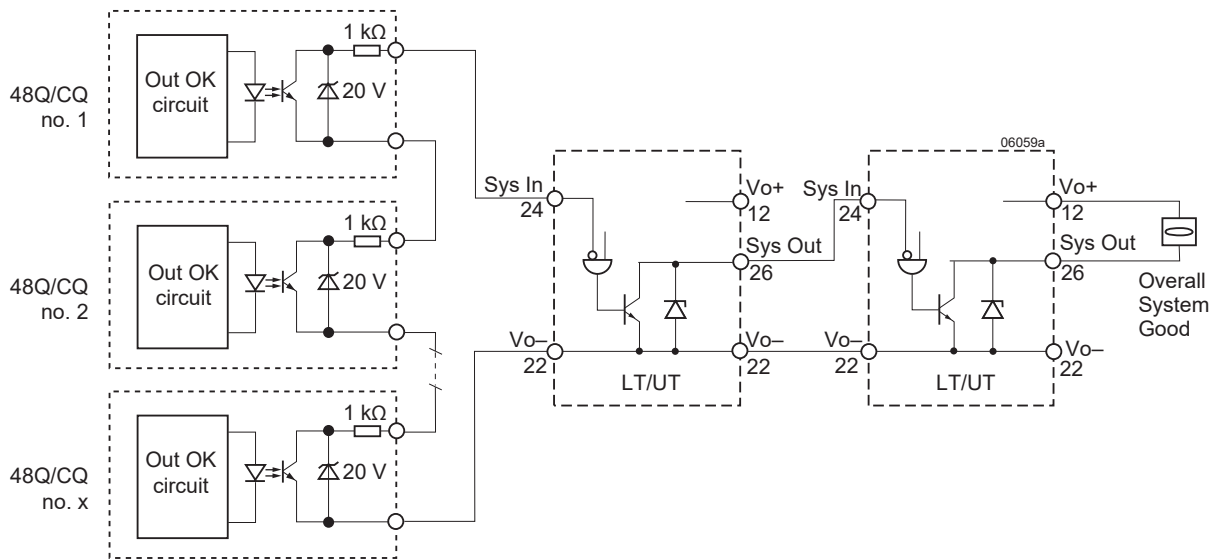 48Q/CQ
no. 1
Out OK
circuit
1 kΩ
20 V
48Q/CQ
no. 2
Out OK
circuit
1 kΩ
20 V
48Q/CQ
no. x
Out OK
circuit
1 kΩ
20 V
Sys In
24
Vo+
12
Sys Out
26
Vo–
22
Vo–
22
LT/UT
06059a
Sys In
24
Vo+
12
Sys Out
26
Vo–
22
Vo–
22
LT/UT
Overall
System
Good